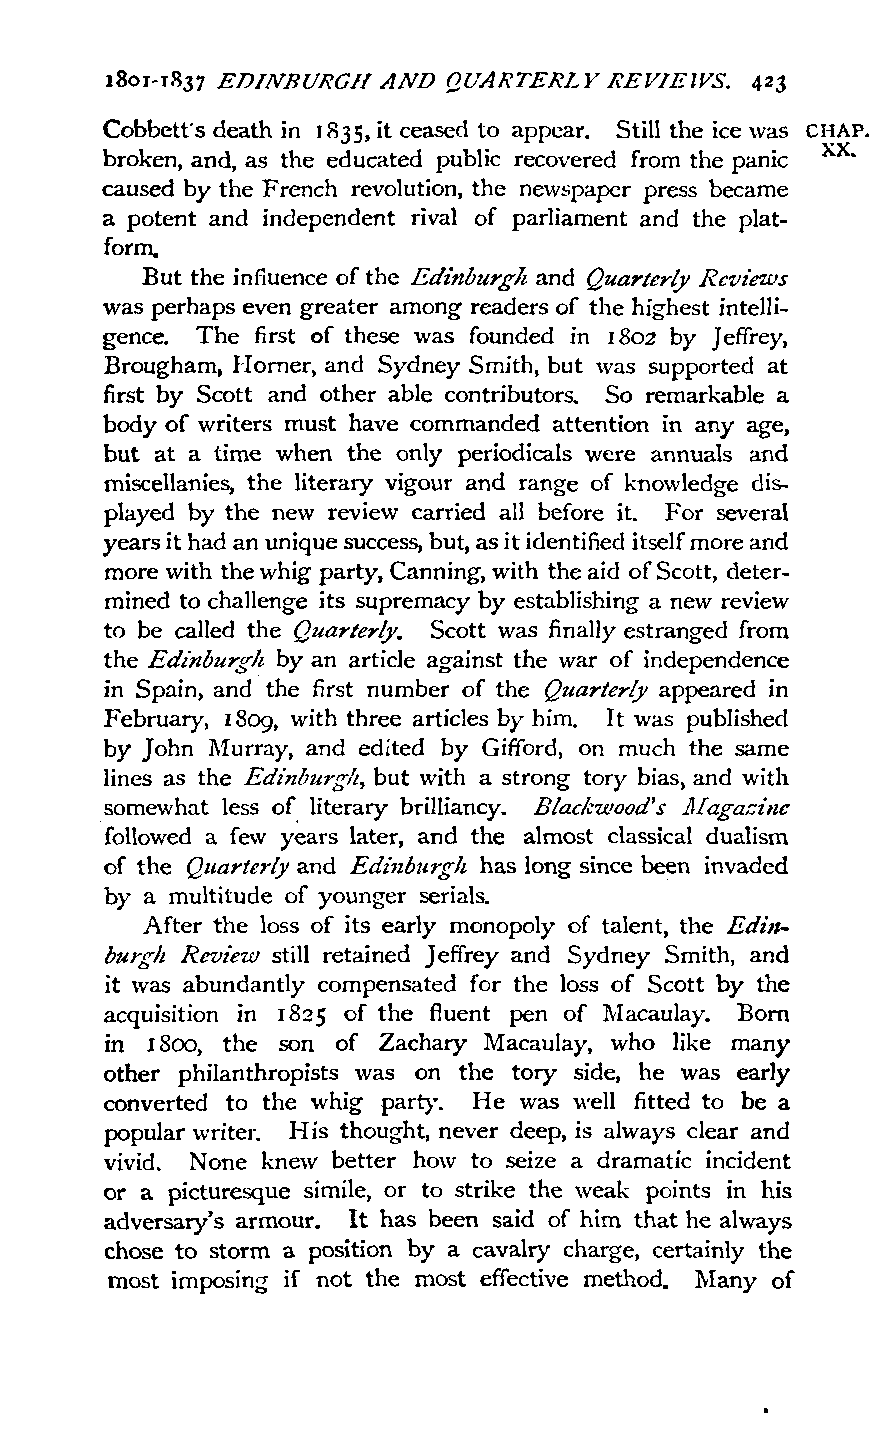 1801-1837 EDINBURGH AND QUARTERLY REVIEWS. 423
Cobbett's death in 1835, it ceased to appear. Still the ice was CHAP.
broken, and, as the educated public recovered from the panic XX.
caused by the French revolution, the newspaper press became
a potent and independent rival of parliament and the plat-
form.
But the influence of the Edinburgh and Quarterly Reviews
was perhaps even greater among readers of the highest intelli-
gence. The first of these was founded in 1802 by Jeffrey,
Brougham, Horner, and Sydney Smith, but was supported at
first by Scott and other able contributors. So remarkable a
body of writers must have commanded attention in any age,
but at a time when the only periodicals were annuals and
miscellanies, the literary vigour and range of knowledge dis-
played by the new review carried all before it. For several
years it had an unique success, but, as it identified itself more and
more with the whig party, Canning, with the aid of Scott, deter-
mined to challenge its supremacy by establishing a new review
to be called the Quarterly. Scott was finally estranged from
the Edinburgh by an article against the war of independence
in Spain, and the first number of the Quarterly appeared in
February, 1809, with three articles by him. It was published
by John Murray, and edited by Gifford, on much the same
lines as the Edinburgh, but with a strong tory bias, and with
somewhat less of literary brilliancy. Blackwood's Magazine
followed a few years later, and the almost classical dualism
of the Quarterly and Edinburgh has long since been invaded
by a multitude of younger serials.
After the loss of its early monopoly of talent, the Edin-
burgh Review still retained Jeffrey and Sydney Smith, and
it was abundantly compensated for the loss of Scott by the
acquisition in 1825 of the fluent pen of Macaulay. Born
in 1800, the son of Zachary Macaulay, who like many
other philanthropists was on the tory side, he was early
converted to the whig party. He was well fitted to be a
popular writer. His thought, never deep, is always clear and
vivid. None knew better how to seize a dramatic incident
or a picturesque simile, or to strike the weak points in his
adversary's armour. It has been said of him that he always
chose to storm a position by a cavalry charge, certainly the
most imposing if not the most effective method. Many of